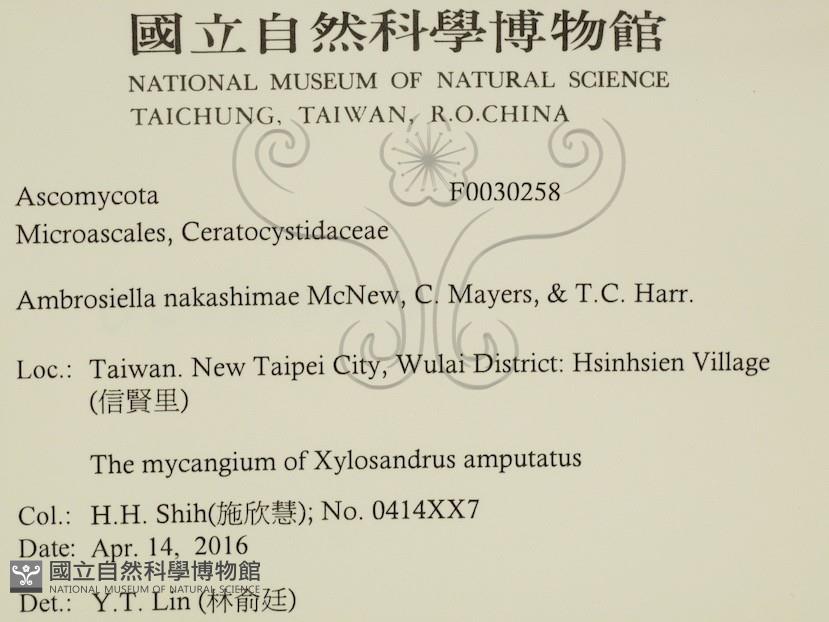 國立自然科學博物館
NATIONAL MUSEUM OF NATURAL SCIENCE
TAICHUNG, TAIWAN, R.O.CHINA
Ascomycota F0030258
Microascales, Ceratocystidaceae
Ambrosiella nakashimae McNew, C. Mayers, & T.C. Harr.
Loc.: Taiwan. New Taipei City, Wulai District: Hsinhsien Village
(信賢里)
The mycangium of Xylosandrus amputatus
Col.: H.H. Shih(施欣慧); No. 0414XX7
Date: Apr. 14, 2016
國立自然科學博物館
NATIONAL MUSEUM OF NATURAL SCIENCE
Det.: Y.T. Lin (林俞廷)